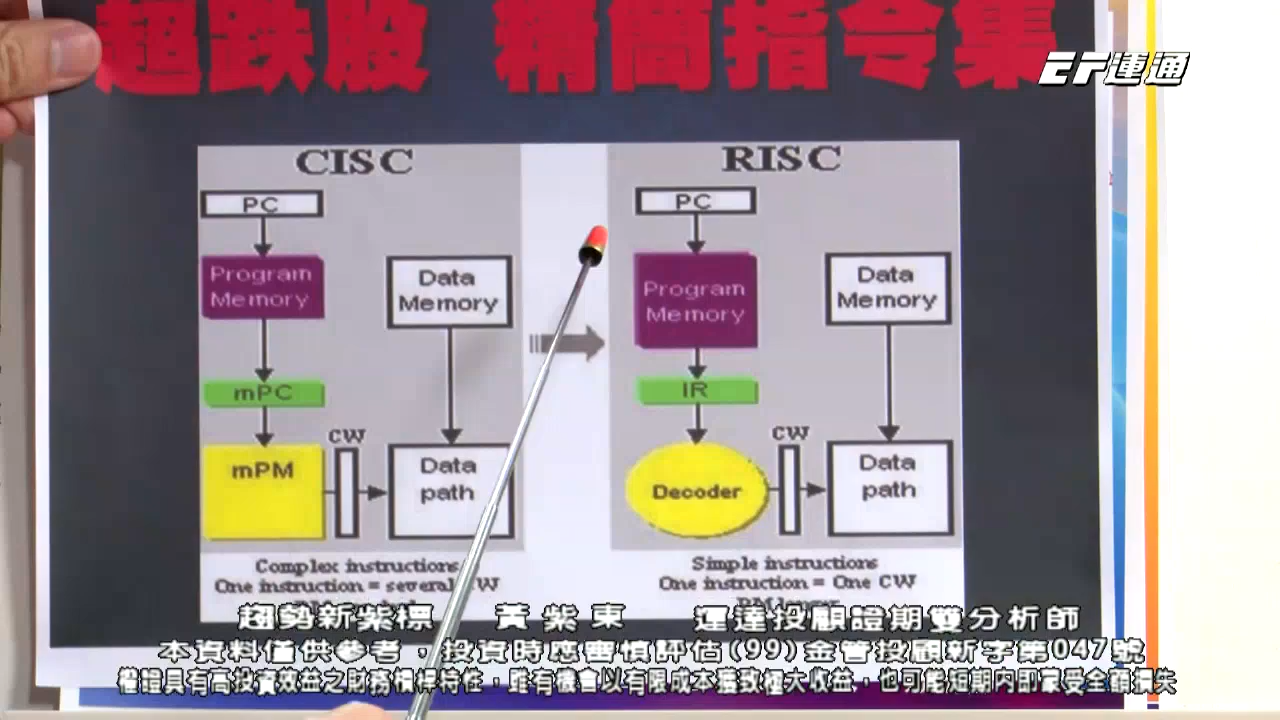 超跌股 精簡指令集
EF運通
CISC
RISC
PC
Program
Memory
Data
Memory
mPC
mPM
CW
Data
path
PC
Program
Memory
Data
Memory
IR
Decoder
CW
Data
path
Complex instructions
One instruction = several
Simple instructions
One instruction = One CW
趨勢新紫標 黃紫東 運達投顧證期雙分析師
本資料僅供參考，投資時應審慎評估(99)金管投顧新字第047號
權證具有高投資效益之財務槓桿特性，雖有機會以有限成本獲致極大收益，也可能短期內即蒙受全額損失